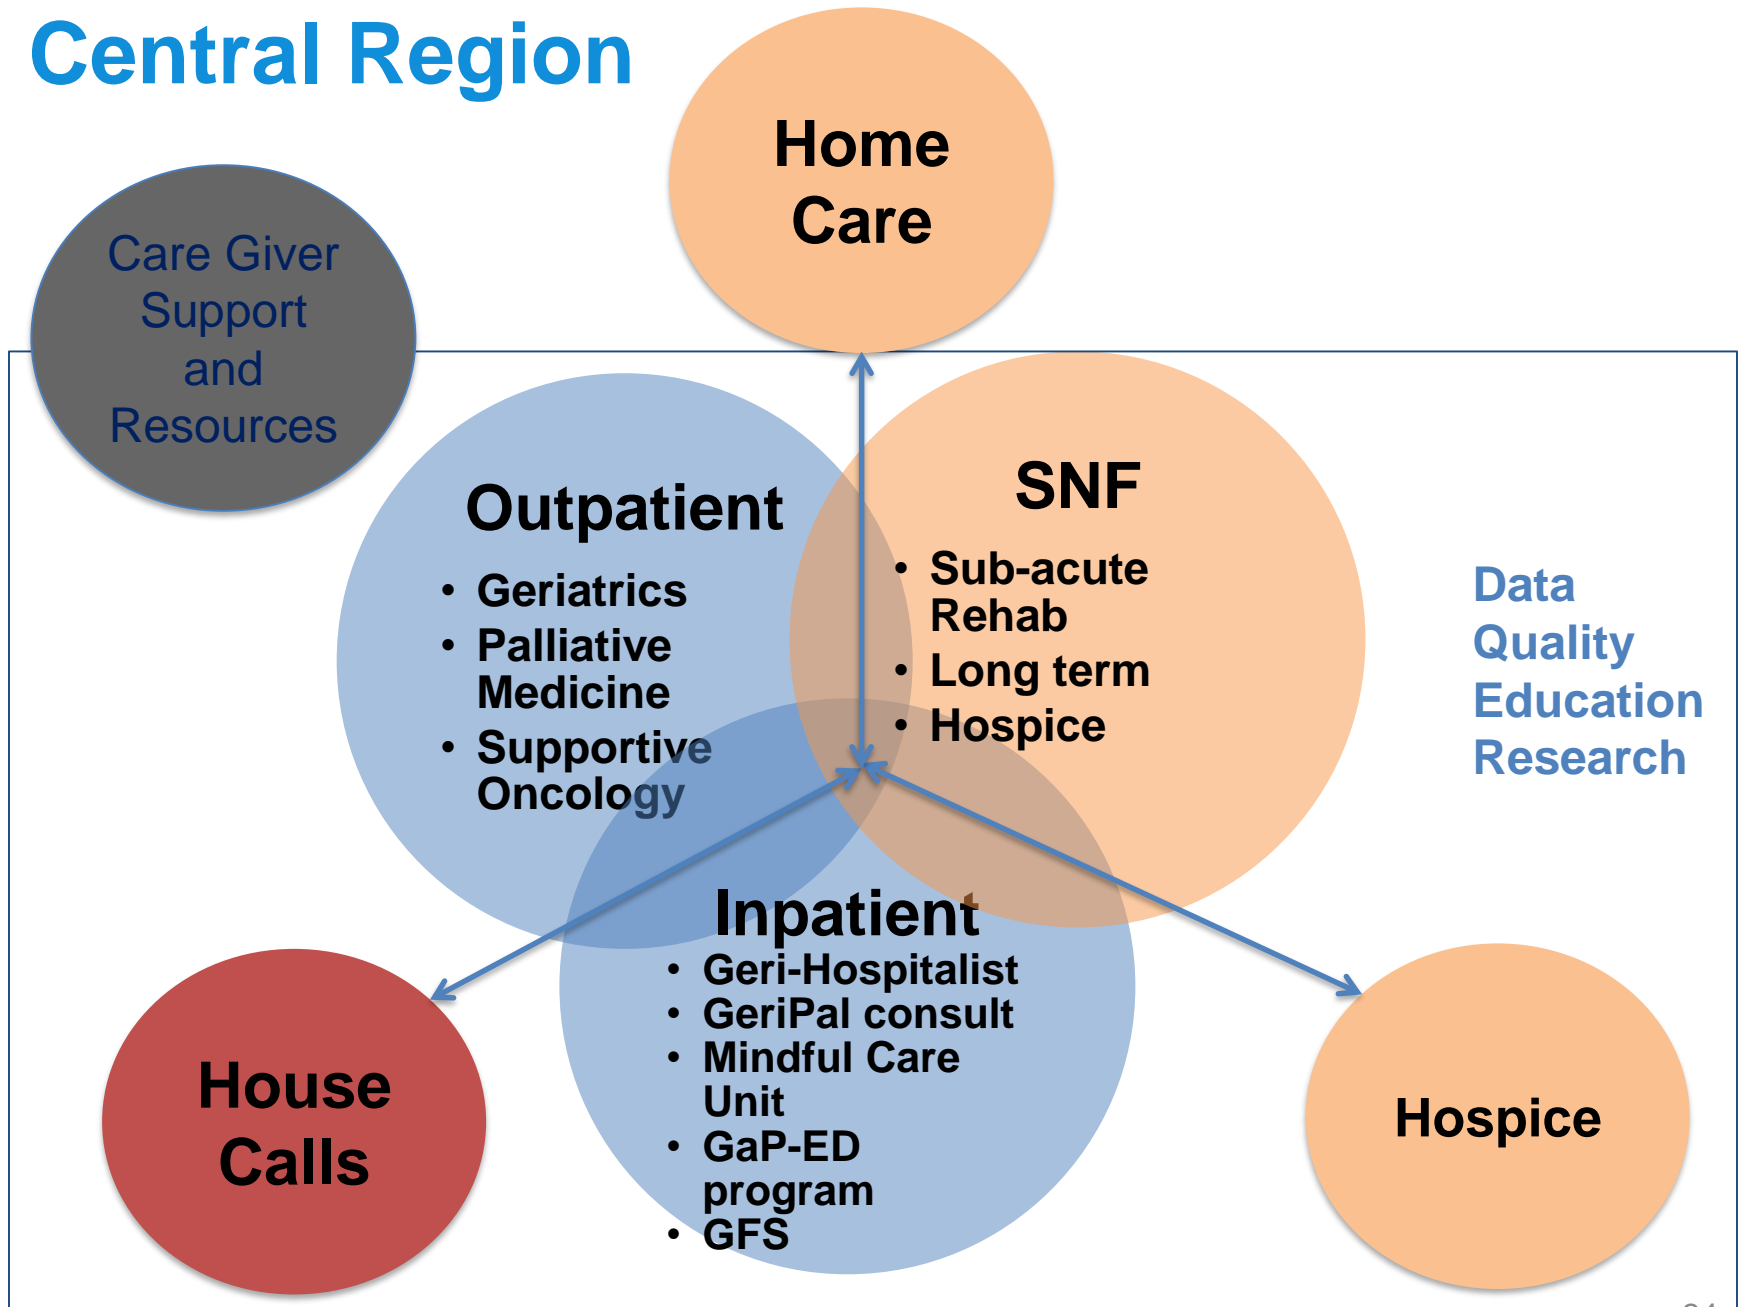 Central Region
Home
Care
Care Giver
Support
and
Resources
Outpatient
• Geriatrics
• Palliative
Medicine
• Supportive
Oncology
SNF
• Sub-acute
Rehab
• Long term
• Hospice
Data
Quality
Education
Research
Inpatient
• Geri-Hospitalist
• GeriPal consult
• Mindful Care
Unit
• GaP-ED
program
• GFS
House
Calls
Hospice